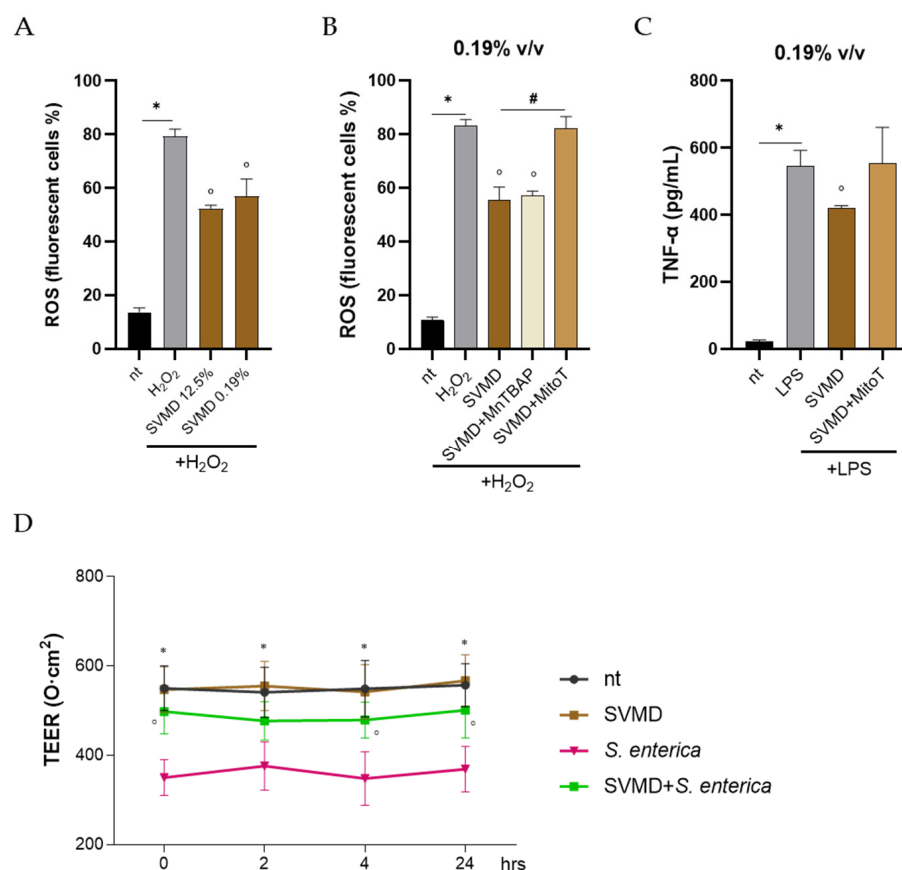 A
ROS (fluorescent cells %)
100
80
60
40
20
0
*
°
°
nt
H₂O₂
SVMD 12.5%
SVMD 0.19%
+H₂O₂
B
0.19% v/v
ROS (fluorescent cells %)
100
80
60
40
20
0
*
#
°
°
nt
H₂O₂
SVMD
SVMD+MnTBAP
SVMD+MitoT
+H₂O₂
C
0.19% v/v
TNF-α (pg/mL)
800
600
400
200
0
*
°
nt
LPS
SVMD
SVMD+MitoT
+LPS
D
TEER (O·cm²)
800
600
400
200
* * * *
° ° °
0 2 4 24 hrs
nt
SVMD
S. enterica
SVMD+S. enterica